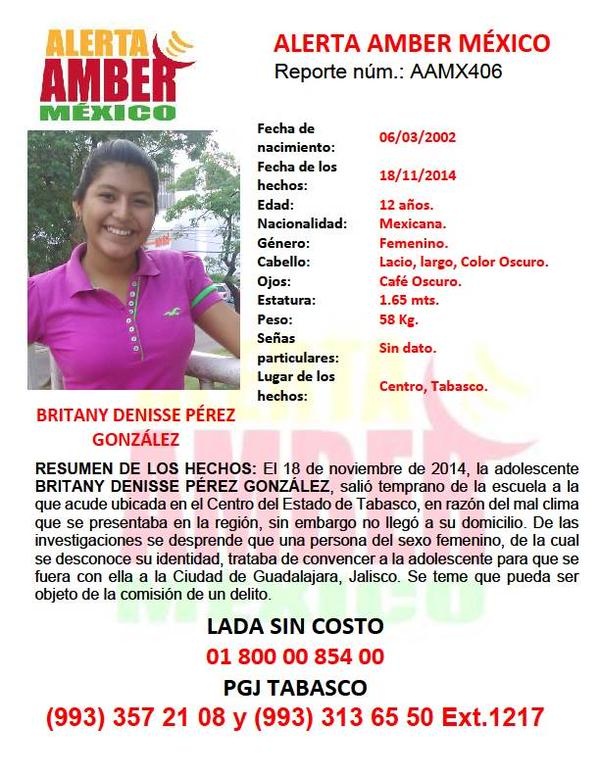 ALERTA
AMBER
MÉXICO
ALERTA AMBER MÉXICO
Reporte núm.: AAMX406
Fecha de nacimiento: 06/03/2002
Fecha de los hechos: 18/11/2014
Edad: 12 años.
Nacionalidad: Mexicana.
Género: Femenino.
Cabello: Lacio, largo, Color Oscuro.
Ojos: Café Oscuro.
Estatura: 1.65 mts.
Peso: 58 Kg.
Señas particulares: Sin dato.
Lugar de los hechos: Centro, Tabasco.
BRITANY DENISSE PÉREZ
GONZÁLEZ
RESUMEN DE LOS HECHOS: El 18 de noviembre de 2014, la adolescente
BRITANY DENISSE PÉREZ GONZÁLEZ, salió temprano de la escuela a la
que acude ubicada en el Centro del Estado de Tabasco, en razón del mal clima
que se presentaba en la región, sin embargo no llegó a su domicilio. De las
investigaciones se desprende que una persona del sexo femenino, de la cual
se desconoce su identidad, trataba de convencer a la adolescente para que se
fuera con ella a la Ciudad de Guadalajara, Jalisco. Se teme que pueda ser
objeto de la comisión de un delito.
LADA SIN COSTO
01 800 00 854 00
PGJ TABASCO
(993) 357 21 08 y (993) 313 65 50 Ext.1217